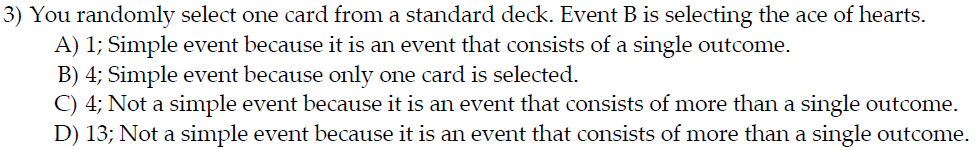 3) You randomly select one card from a standard deck. Event B is selecting the ace of hearts.
A) 1; Simple event because it is an event that consists of a single outcome.
B) 4; Simple event because only one card is selected.
C) 4; Not a simple event because it is an event that consists of more than a single outcome.
D) 13; Not a simple event because it is an event that consists of more than a single outcome.